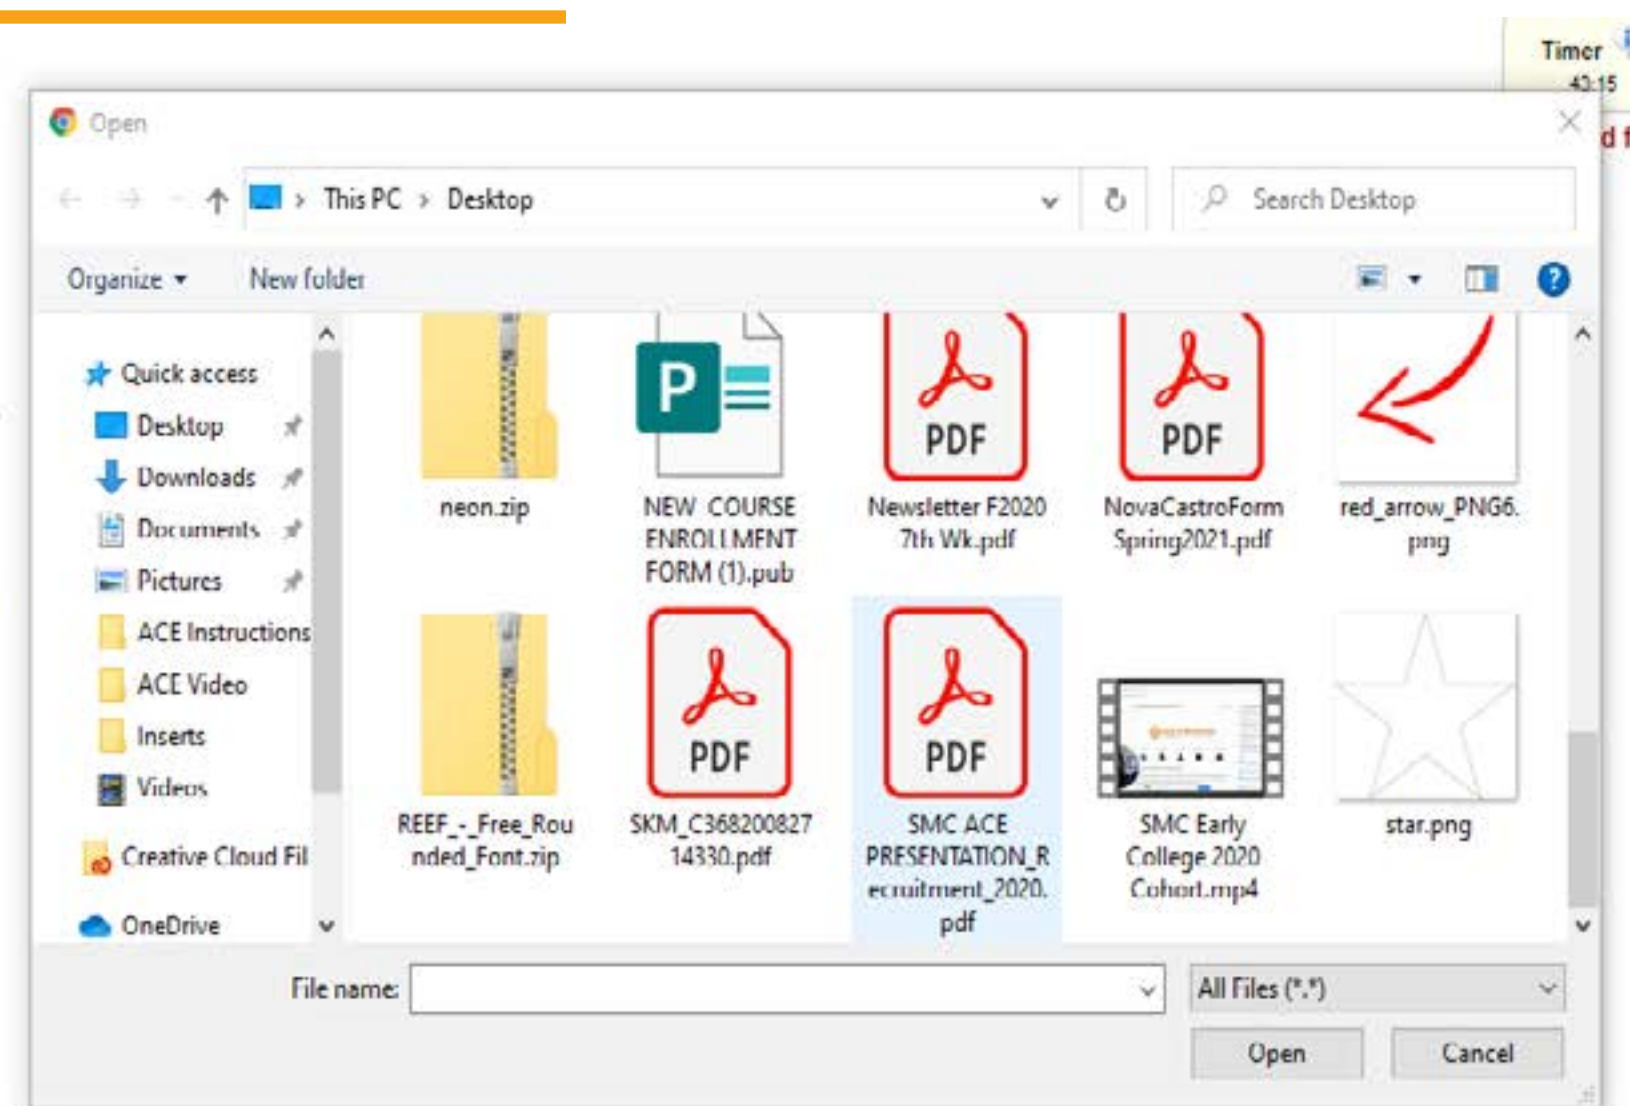 Timer
43:15
d f
Open
This PC > Desktop
Search Desktop
Organize
New folder
Quick access
Desktop
Downloads
Documents
Pictures
ACE Instructions
ACE Video
Inserts
Videos
Creative Cloud Fil
OneDrive
neon.zip
NEW COURSE
ENROLLMENT
FORM (1).pub
PDF
Newsletter F2020
7th Wk.pdf
PDF
NovaCastroForm
Spring2021.pdf
red_arrow_PNG6.
png
REEF_-_Free_Rou
nded_Font.zip
PDF
SKM_C368200827
14330.pdf
PDF
SMC ACE
PRESENTATION_R
ecruitment_2020.
pdf
SMC Early
College 2020
Cohort.mp4
star.png
File name:
All Files (*.*)
Open
Cancel